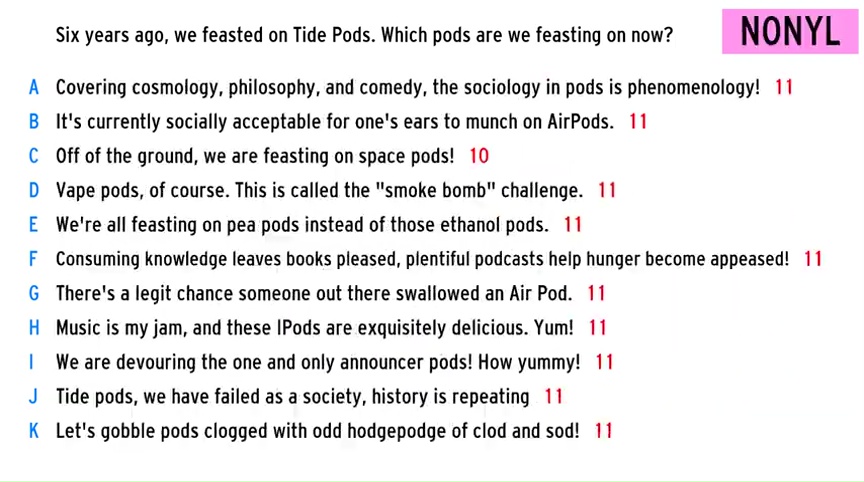 Six years ago, we feasted on Tide Pods. Which pods are we feasting on now?
NONYL
A Covering cosmology, philosophy, and comedy, the sociology in pods is phenomenology! 11
B It's currently socially acceptable for one's ears to munch on AirPods. 11
C Off of the ground, we are feasting on space pods! 10
D Vape pods, of course. This is called the "smoke bomb" challenge. 11
E We're all feasting on pea pods instead of those ethanol pods. 11
F Consuming knowledge leaves books pleased, plentiful podcasts help hunger become appeased! 11
G There's a legit chance someone out there swallowed an Air Pod. 11
H Music is my jam, and these IPods are exquisitely delicious. Yum! 11
I We are devouring the one and only announcer pods! How yummy! 11
J Tide pods, we have failed as a society, history is repeating 11
K Let's gobble pods clogged with odd hodgepodge of clod and sod! 11